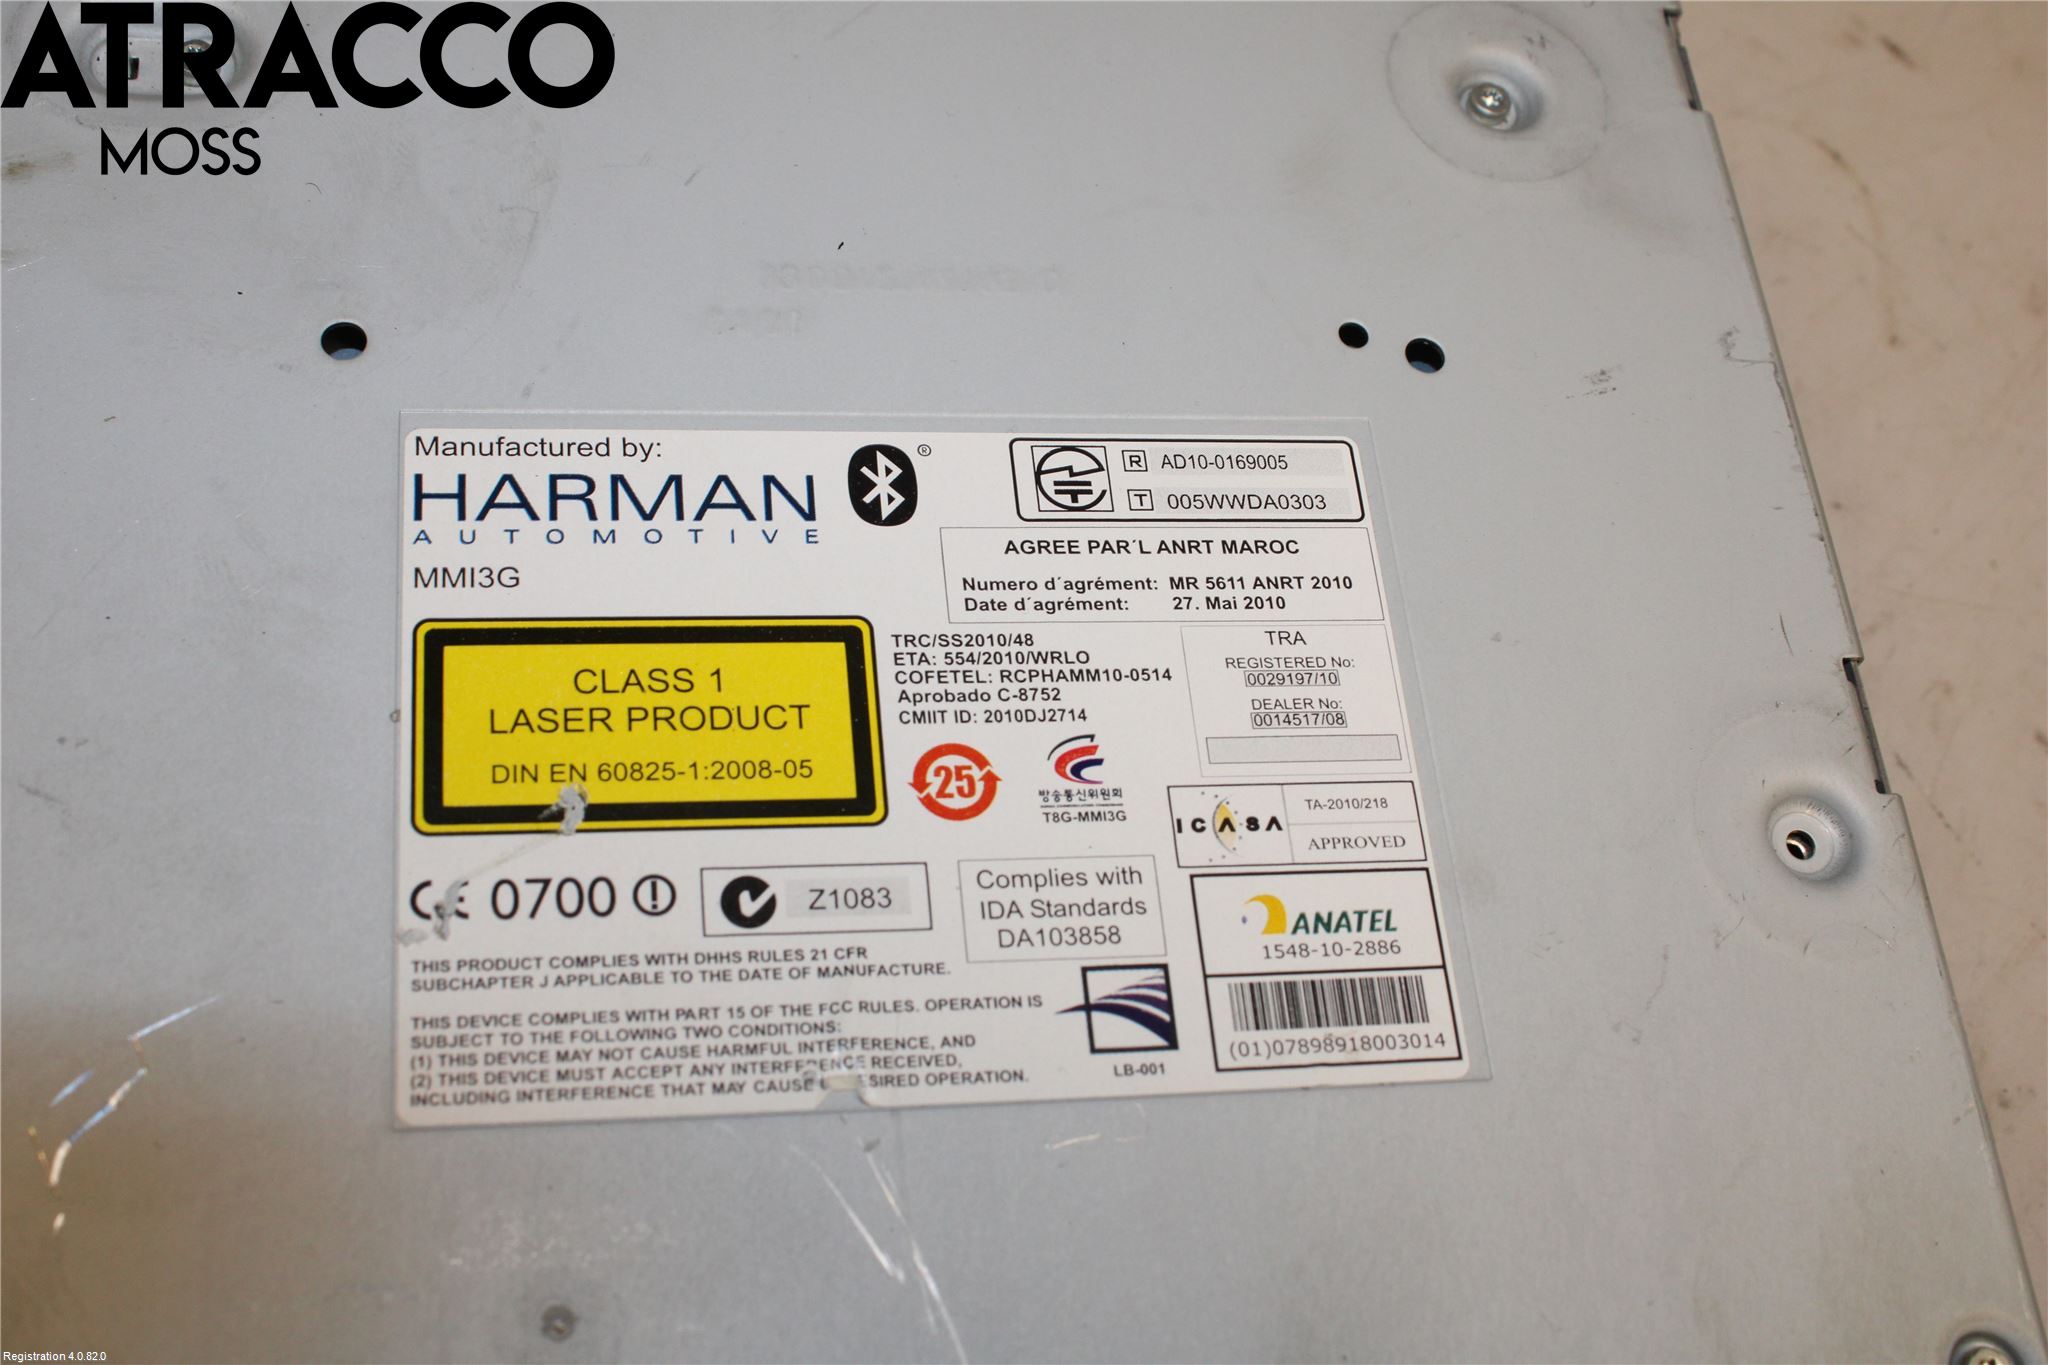 ATRACCO
MOSS
Manufactured by:
HARMAN
AUTOMOTIVE
MMI3G
®
R AD10-0169005
T 005WWDA0303
AGREE PAR´L ANRT MAROC
Numero d´agrément: MR 5611 ANRT 2010
Date d´agrément: 27. Mai 2010
CLASS 1
LASER PRODUCT
DIN EN 60825-1:2008-05
TRC/SS2010/48
ETA: 554/2010/WRLO
COFETEL: RCPHAMM10-0514
Aprobado C-8752
CMIIT ID: 2010DJ2714
TRA
REGISTERED No:
0029197/10
DEALER No:
0014517/08
25
방송통신위원회
T8G-MMI3G
ICASA
TA-2010/218
APPROVED
CE 0700
Z1083
Complies with
IDA Standards
DA103858
ANATEL
1548-10-2886
(01)07898918003014
THIS PRODUCT COMPLIES WITH DHHS RULES 21 CFR
SUBCHAPTER J APPLICABLE TO THE DATE OF MANUFACTURE.
THIS DEVICE COMPLIES WITH PART 15 OF THE FCC RULES. OPERATION IS
SUBJECT TO THE FOLLOWING TWO CONDITIONS:
(1) THIS DEVICE MAY NOT CAUSE HARMFUL INTERFERENCE, AND
(2) THIS DEVICE MUST ACCEPT ANY INTERFERENCE RECEIVED,
INCLUDING INTERFERENCE THAT MAY CAUSE OPERATION.
LB-001
Registration 4.0.82.0